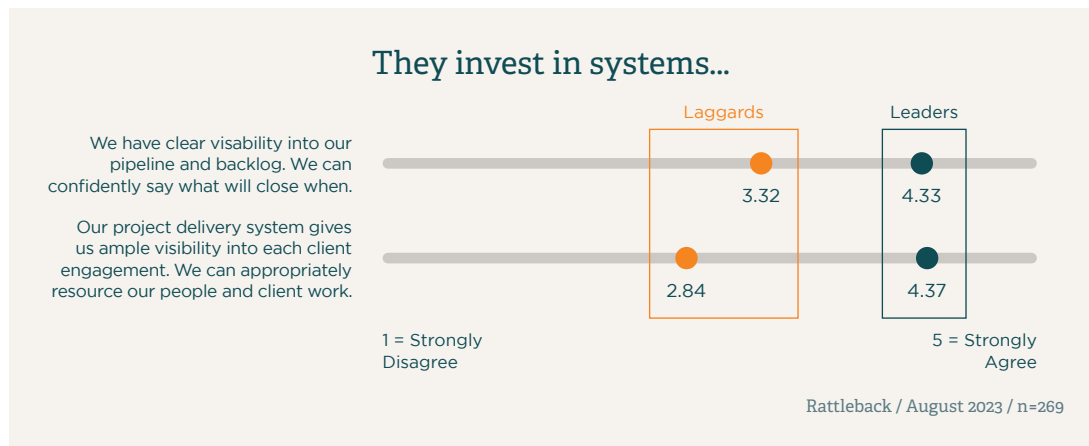 They invest in systems...
Laggards
Leaders
We have clear visability into our
pipeline and backlog. We can
confidently say what will close when.
3.32
4.33
Our project delivery system gives
us ample visibility into each client
engagement. We can appropriately
resource our people and client work.
2.84
4.37
1 = Strongly
Disagree
5 = Strongly
Agree
Rattleback / August 2023 / n=269